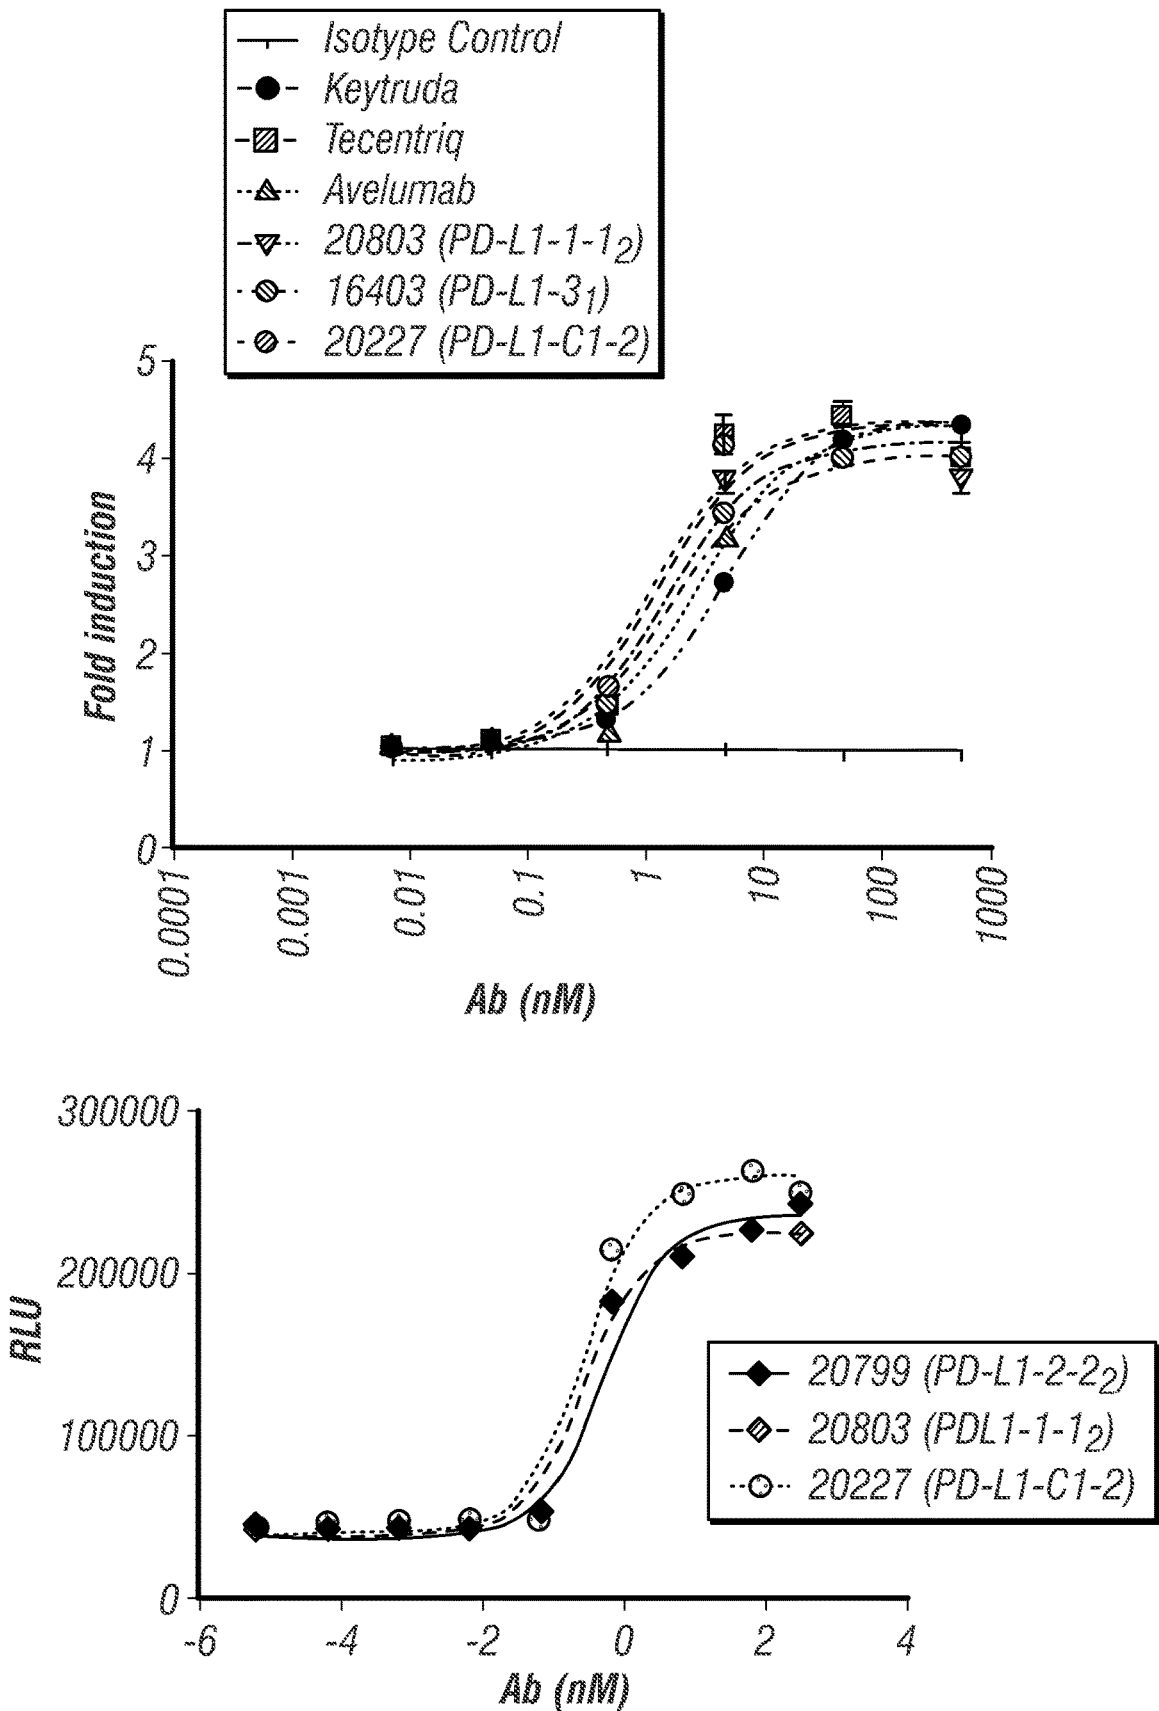 Isotype Control
Keytruda
Tecentriq
Avelumab
20803 (PD-L1-1-1₂)
16403 (PD-L1-3₁)
20227 (PD-L1-C1-2)
5
4
3
2
1
0
Fold induction
0.0001
0.001
0.01
0.1
1
10
100
1000
Ab (nM)
300000
200000
100000
0
RLU
20799 (PD-L1-2-2₂)
20803 (PDL1-1-1₂)
20227 (PD-L1-C1-2)
-6
-4
-2
0
2
4
Ab (nM)